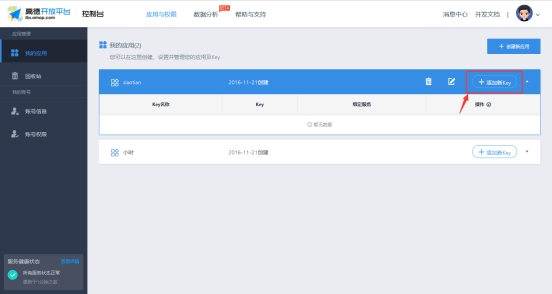 高德开放平台
lbs.amap.com
控制台
应用与权限
数据分析
BETA
帮助与支持
消息中心
开发文档
应用管理
我的应用
回收站
我的账号
账号信息
账号权限
我的应用(2)
您可以在这里创建、设置并管理您的应用及Key
+ 创建新应用
2016-11-21创建
+ 添加新Key
Key名称
Key
绑定服务
操作
暂无数据
小时
2016-11-21创建
+ 添加新Key
服务健康状态
查看详情
所有服务状态正常
更新于1分钟之前